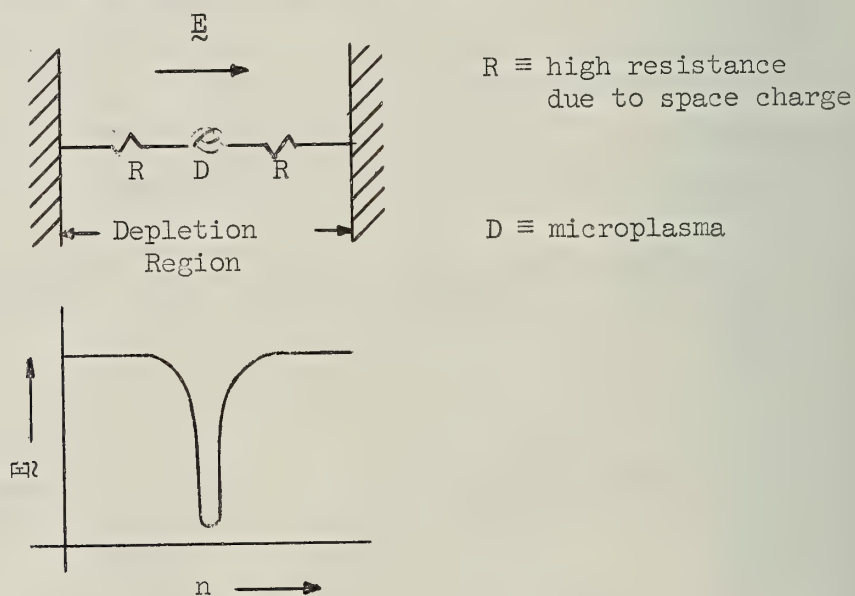 E
R ≡ high resistance
due to space charge
R D R
D ≡ microplasma
Depletion
Region
E
n